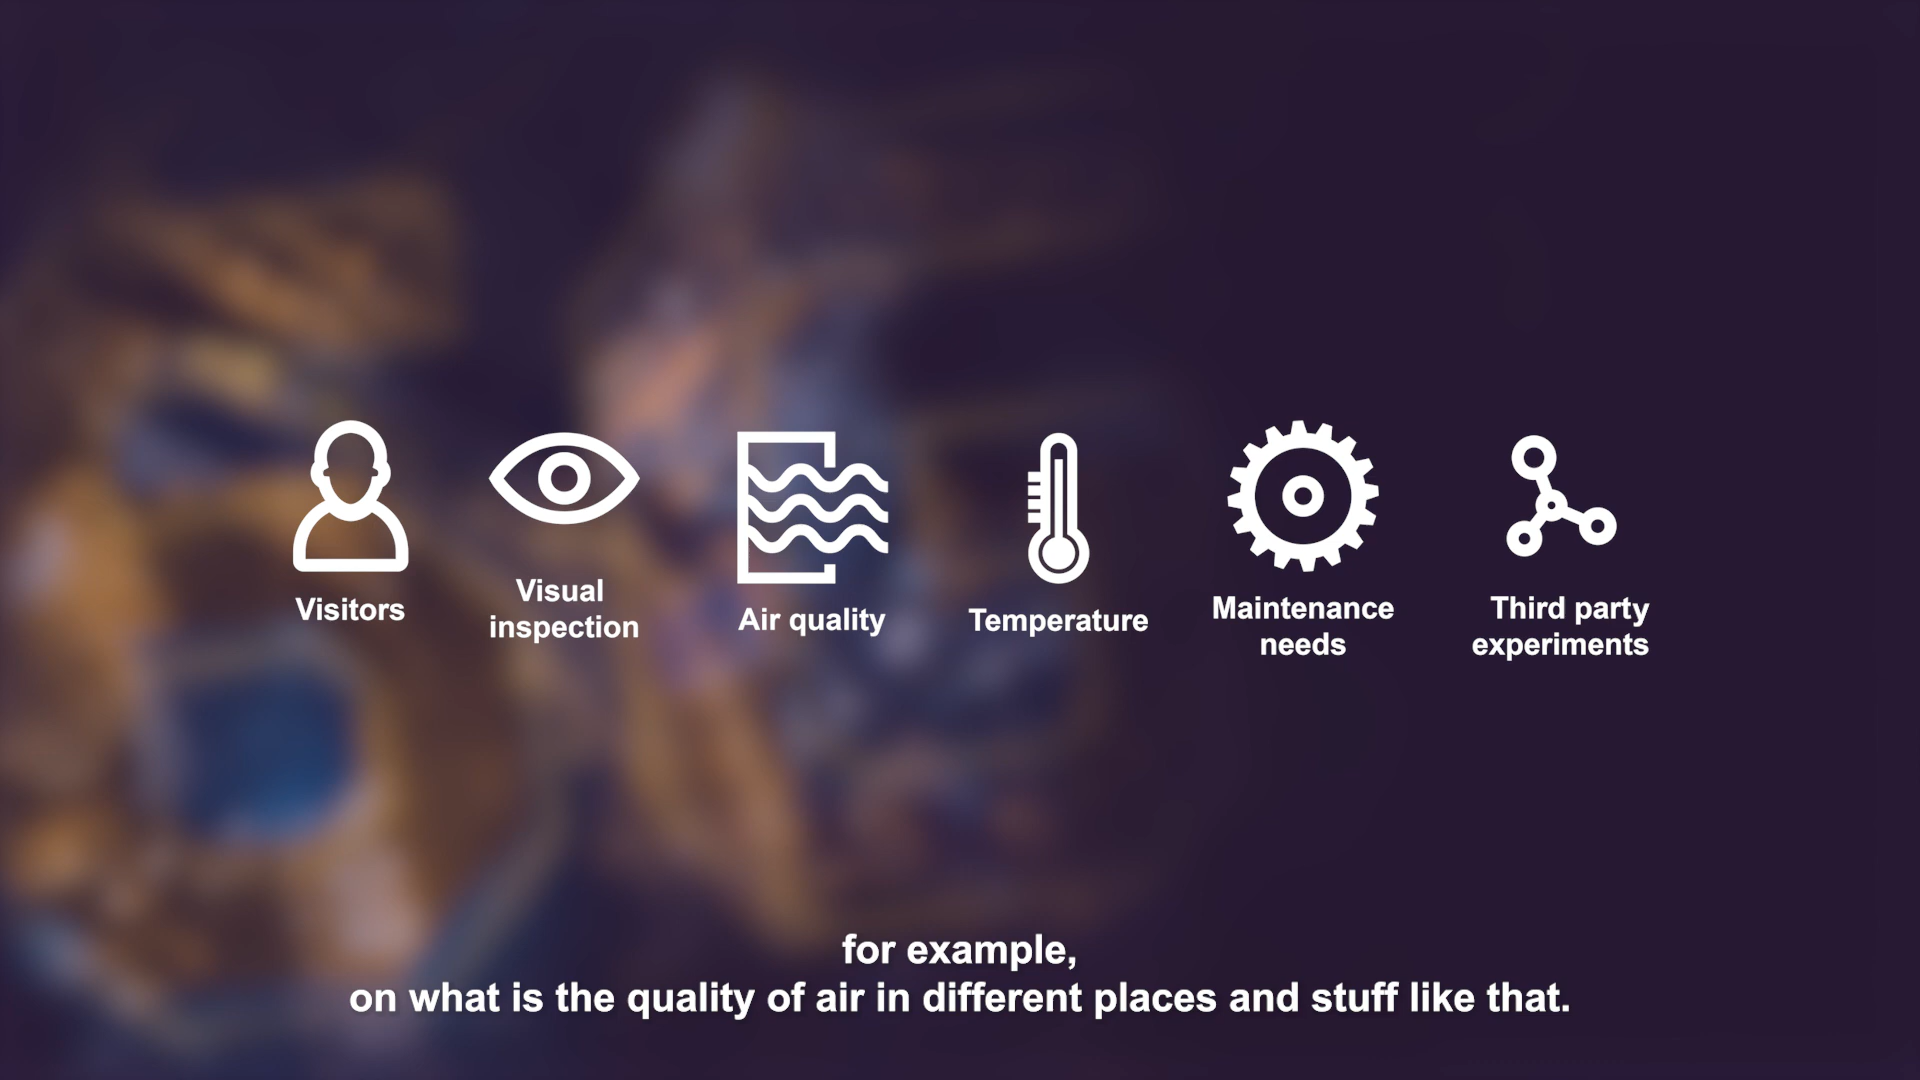 Visitors
Visual
inspection
Air quality
Temperature
Maintenance
needs
Third party
experiments
for example,
on what is the quality of air in different places and stuff like that.